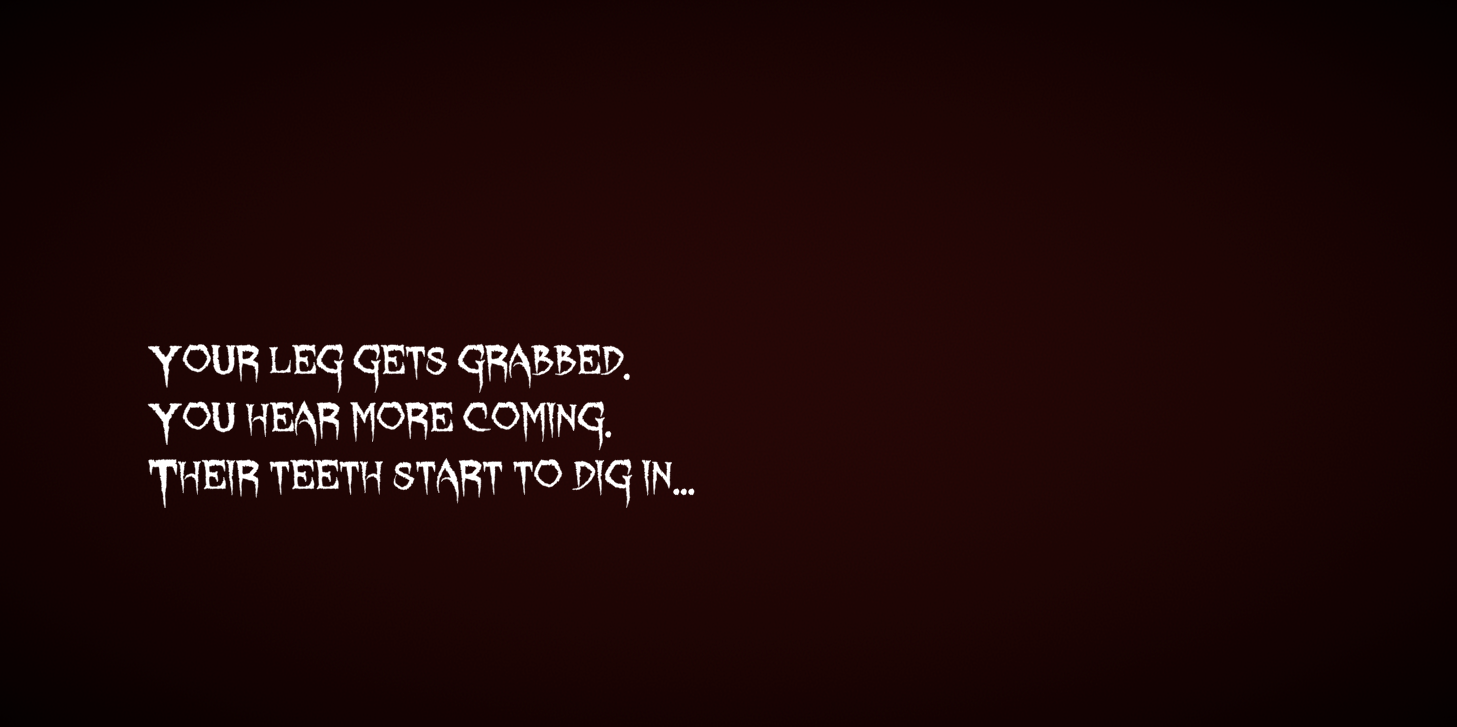 Your leg gets grabbed.
You hear more coming.
Their teeth start to dig in...